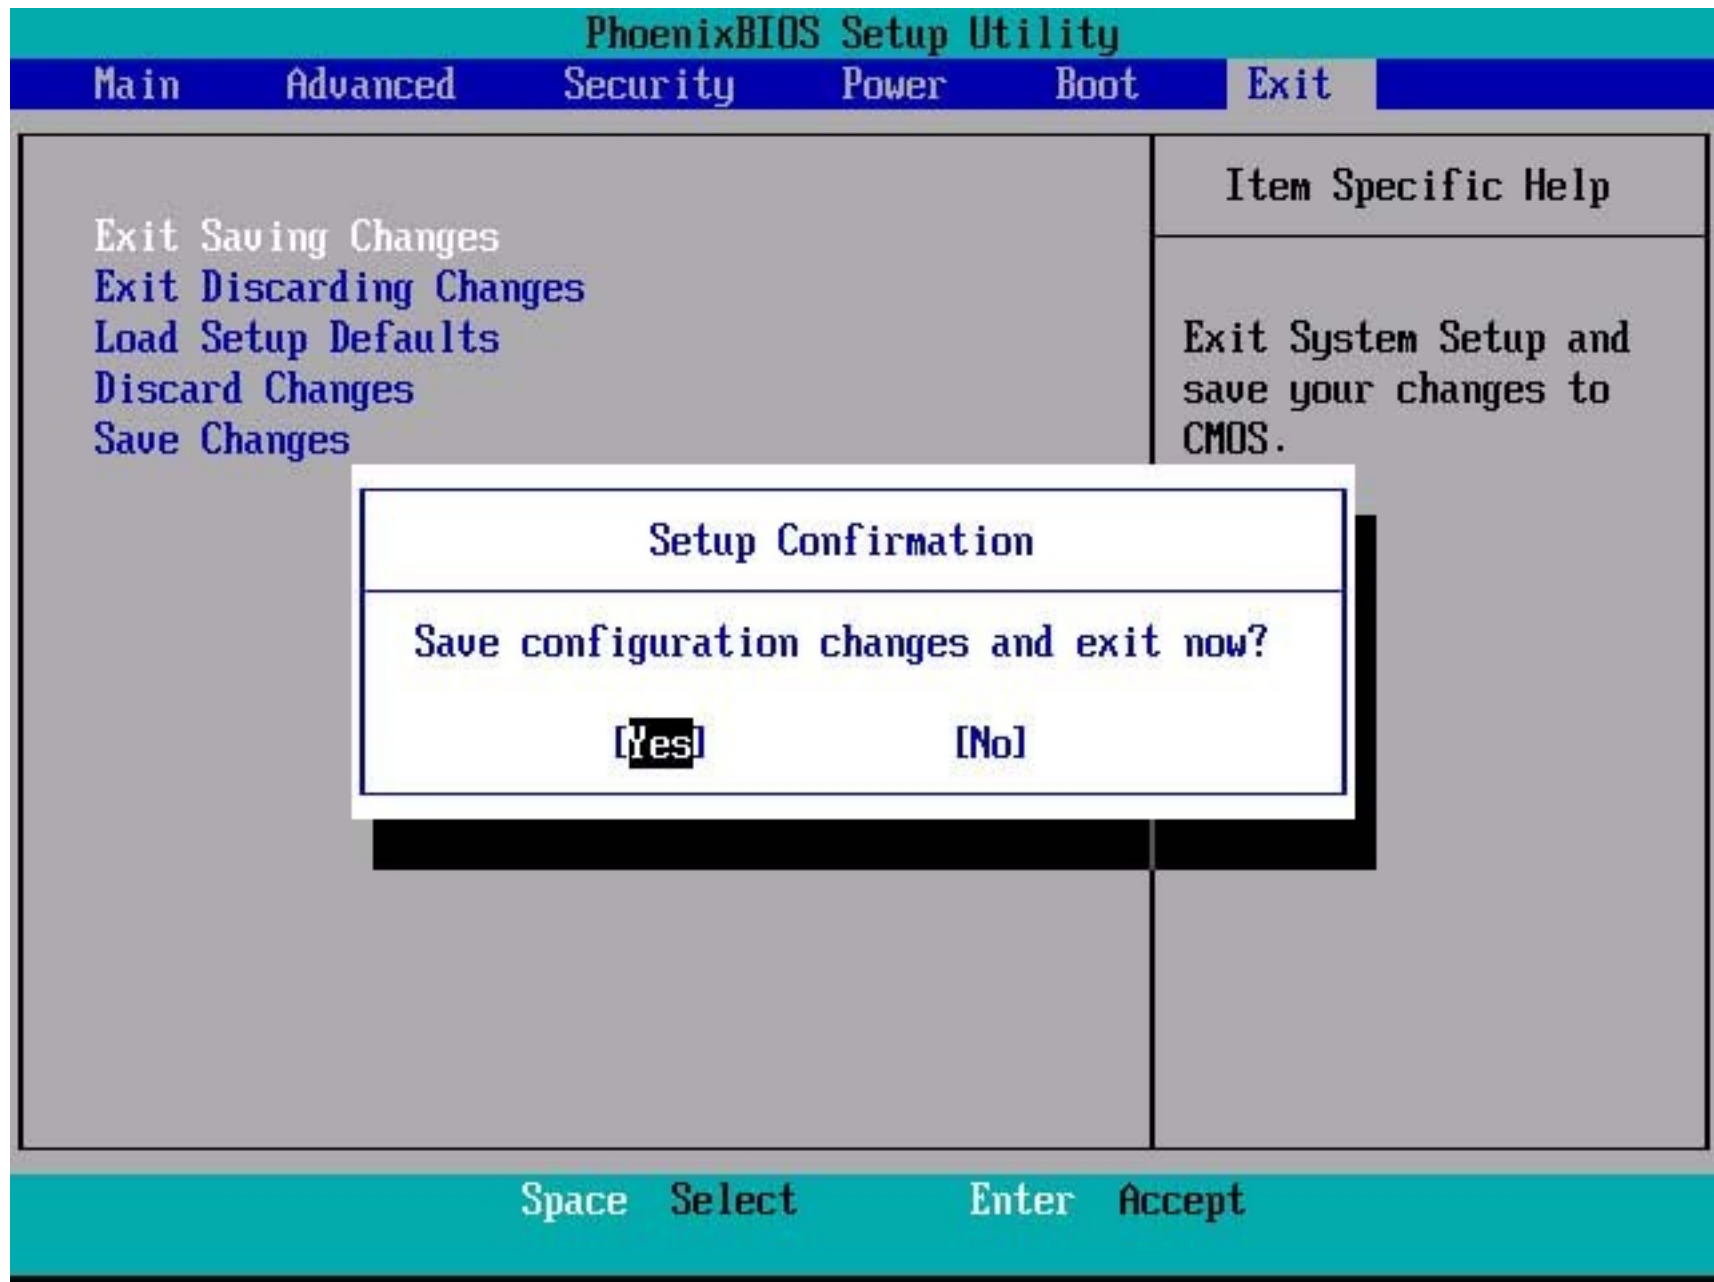 PhoenixBIOS Setup Utility
Main Advanced Security Power Boot Exit
Exit Saving Changes
Exit Discarding Changes
Load Setup Defaults
Discard Changes
Save Changes
Item Specific Help
Exit System Setup and
save your changes to
CMOS.
Setup Confirmation
Save configuration changes and exit now?
[Yes] [No]
Space Select Enter Accept